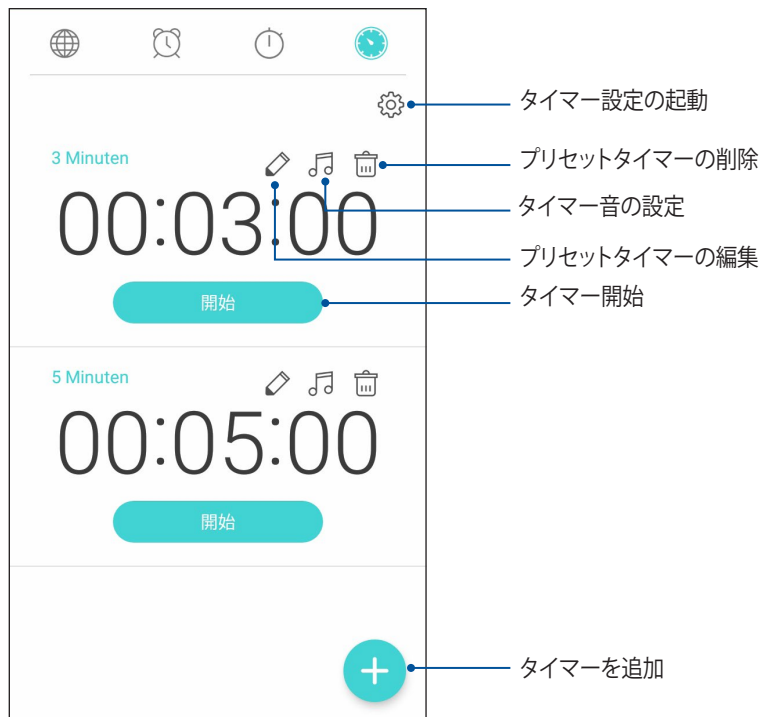 タイマー設定の起動
3 Minuten
プリセットタイマーの削除
00:03:00
タイマー音の設定
プリセットタイマーの編集
開始
タイマー開始
5 Minuten
00:05:00
開始
タイマーを追加